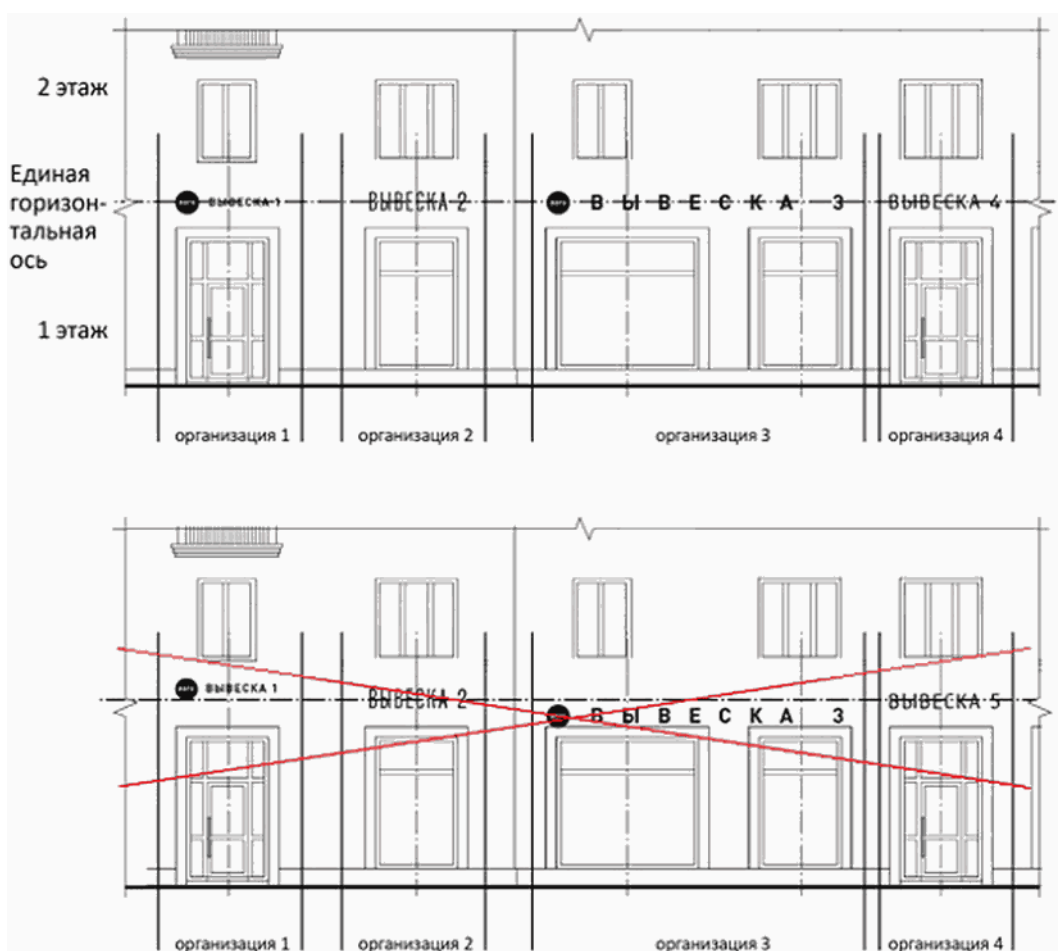 2 этаж
Единая
горизон-
тальная
ось
ВЫВЕСКА 1
ВЫВЕСКА 2
ВЫВЕСКА 3
ВЫВЕСКА 4
1 этаж
организация 1
организация 2
организация 3
организация 4
ВЫВЕСКА 1
ВЫВЕСКА 2
ВЫВЕСКА 3
ВЫВЕСКА 5
организация 1
организация 2
организация 3
организация 4